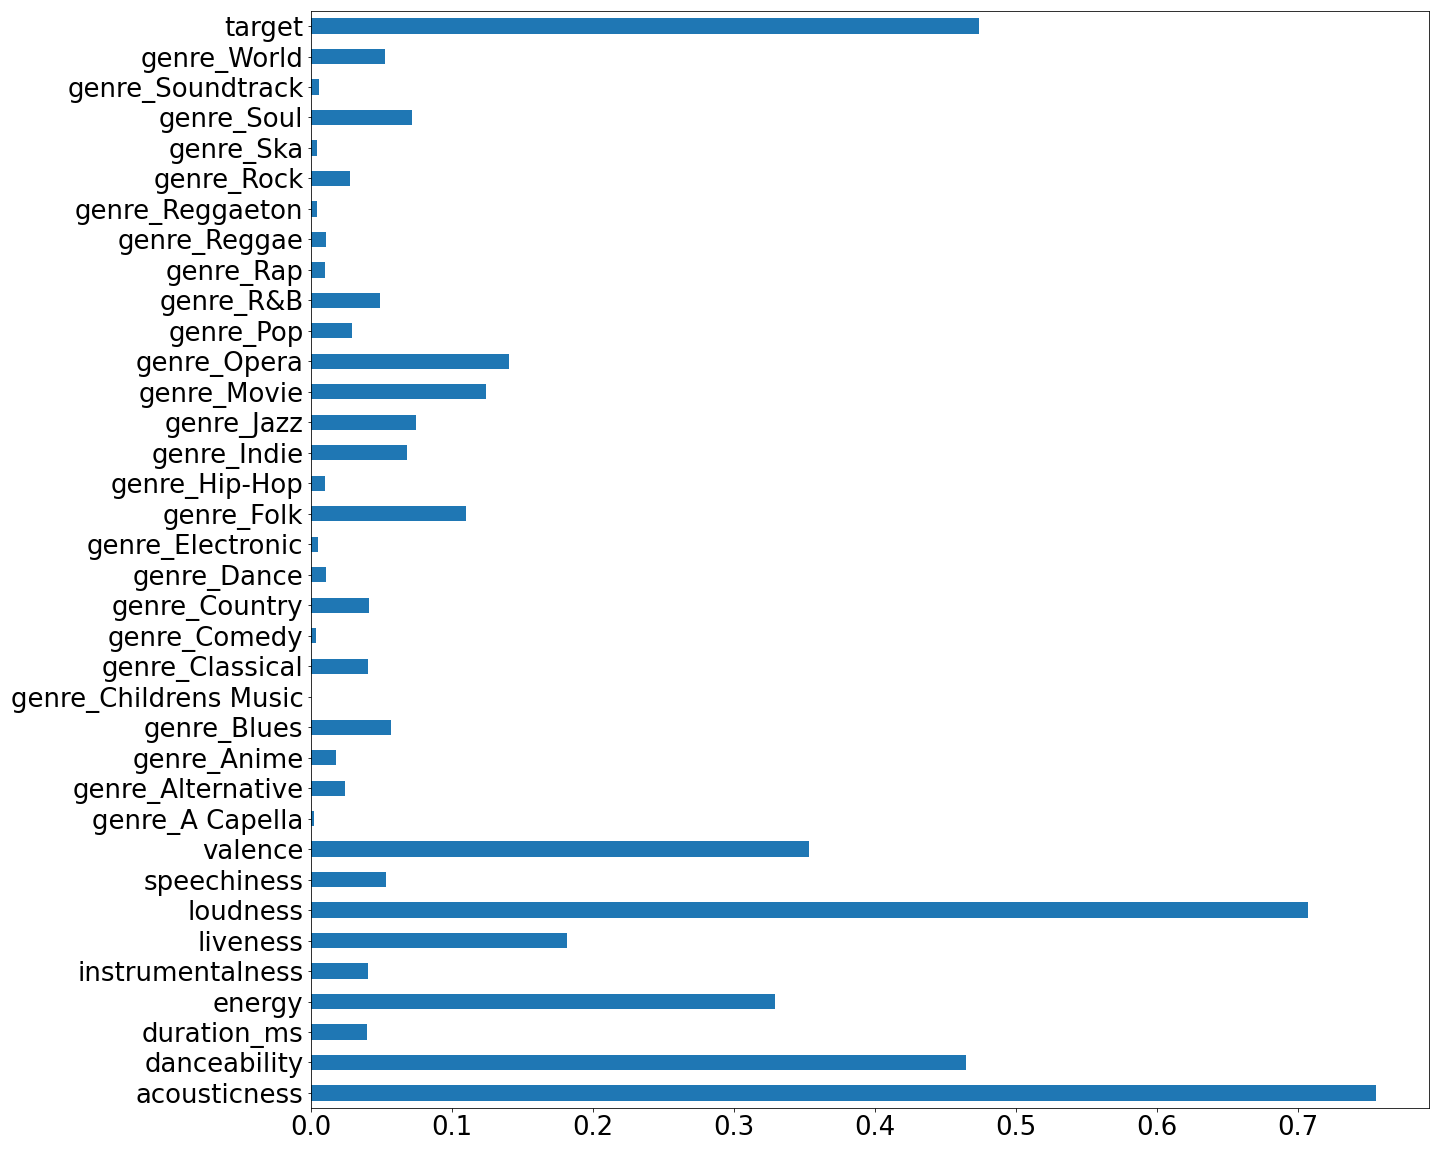 target
genre_World
genre_Soundtrack
genre_Soul
genre_Ska
genre_Rock
genre_Reggaeton
genre_Reggae
genre_Rap
genre_R&B
genre_Pop
genre_Opera
genre_Movie
genre_Jazz
genre_Indie
genre_Hip-Hop
genre_Folk
genre_Electronic
genre_Dance
genre_Country
genre_Comedy
genre_Classical
genre_Childrens Music
genre_Blues
genre_Anime
genre_Alternative
genre_A Capella
valence
speechiness
loudness
liveness
instrumentalness
energy
duration_ms
danceability
acousticness
0.0 0.1 0.2 0.3 0.4 0.5 0.6 0.7